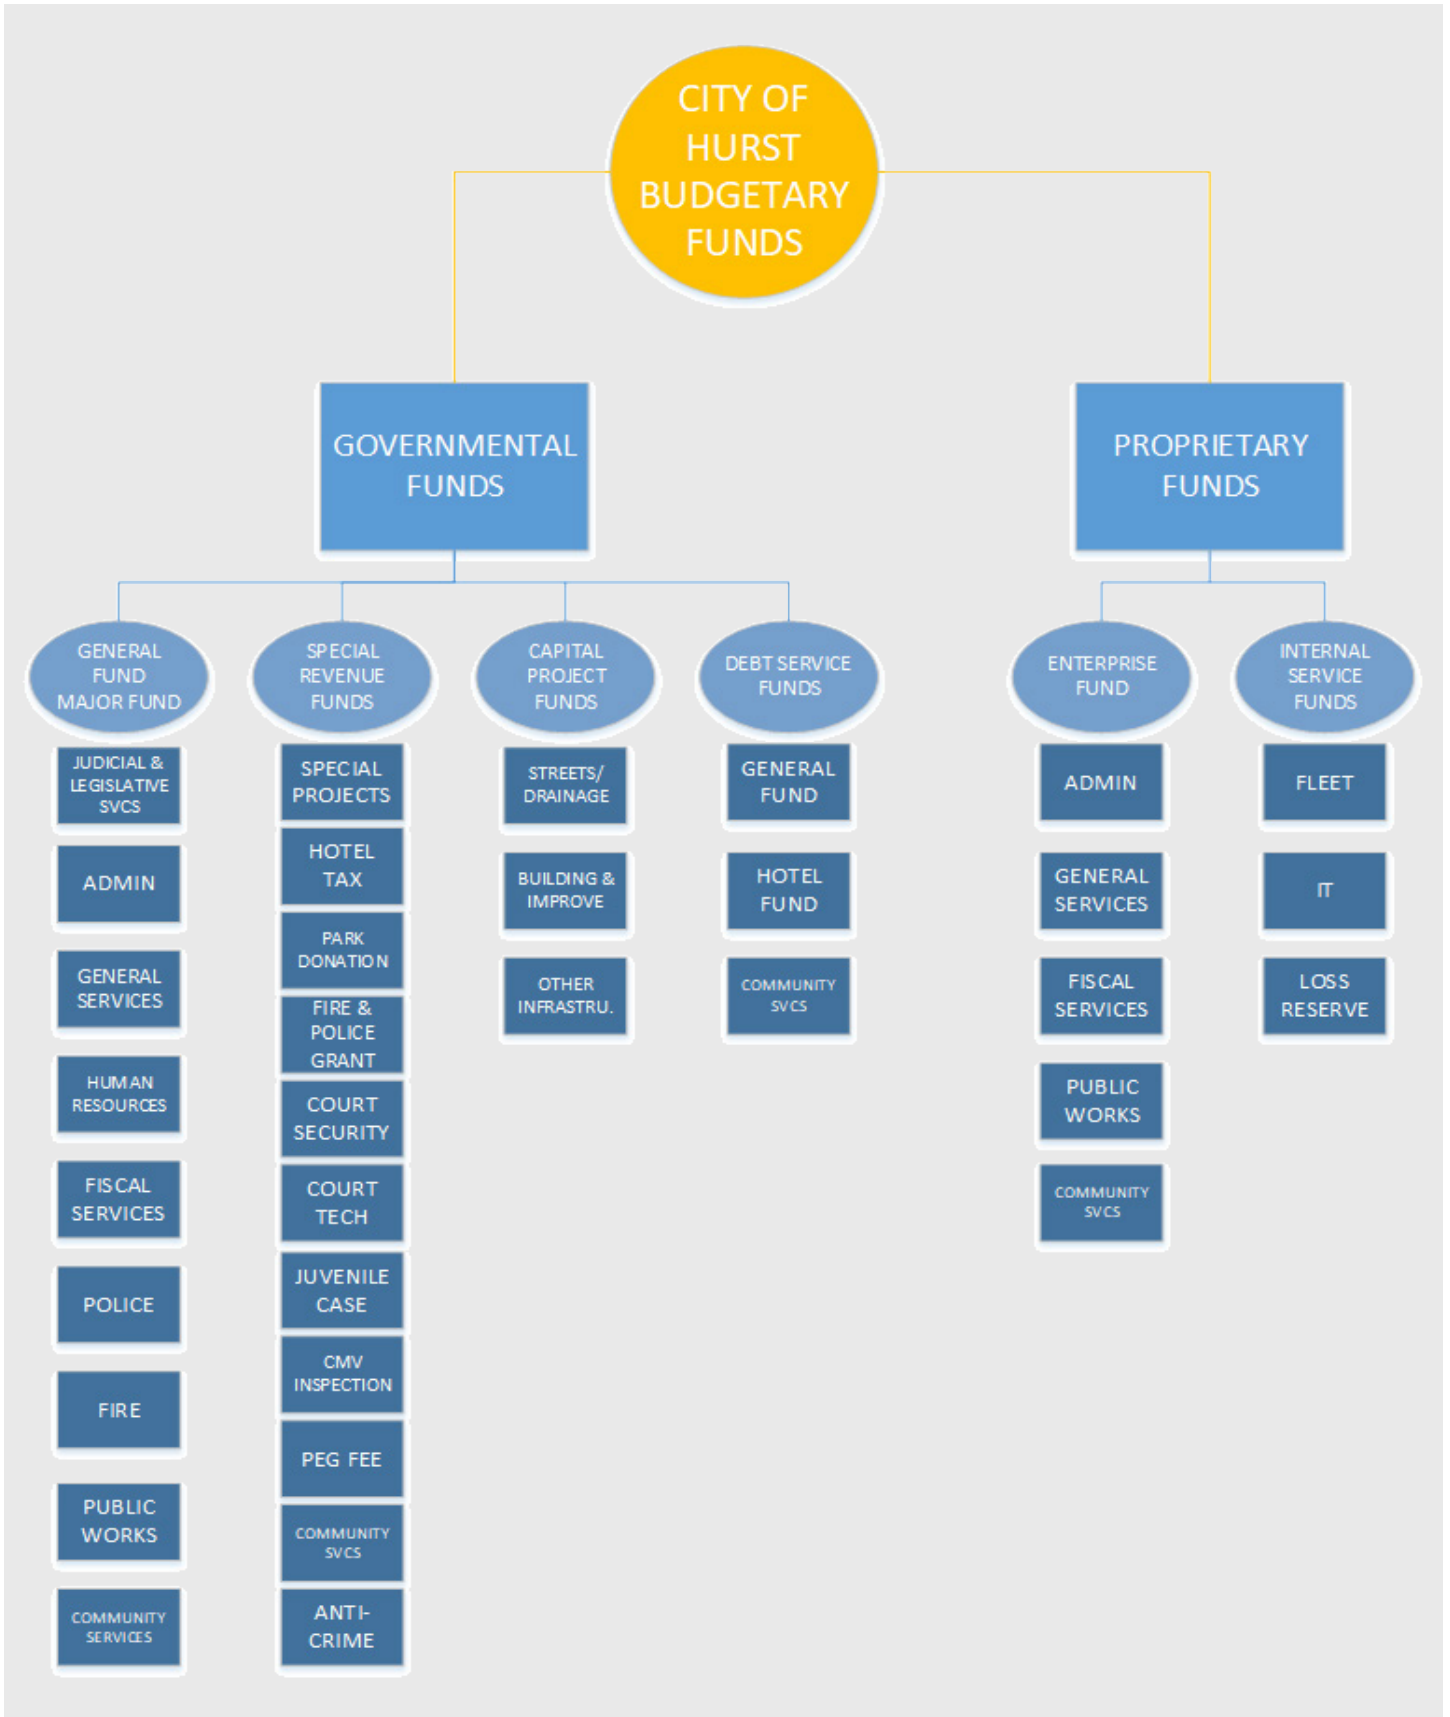 CITY OF
HURST
BUDGETARY
FUNDS
GOVERNMENTAL
FUNDS
PROPRIETARY
FUNDS
GENERAL
FUND
MAJOR FUND
SPECIAL
REVENUE
FUNDS
CAPITAL
PROJECT
FUNDS
DEBT SERVICE
FUNDS
ENTERPRISE
FUND
INTERNAL
SERVICE
FUNDS
JUDICIAL &
LEGISLATIVE
SVCS
ADMIN
GENERAL
SERVICES
HUMAN
RESOURCES
FISCAL
SERVICES
POLICE
FIRE
PUBLIC
WORKS
COMMUNITY
SERVICES
SPECIAL
PROJECTS
HOTEL
TAX
PARK
DONATION
FIRE &
POLICE
GRANT
COURT
SECURITY
COURT
TECH
JUVENILE
CASE
CMV
INSPECTION
PEG FEE
COMMUNITY
SVCS
ANTI-
CRIME
STREETS/
DRAINAGE
BUILDING &
IMPROVE
OTHER
INFRASTRU.
GENERAL
FUND
HOTEL
FUND
COMMUNITY
SVCS
ADMIN
GENERAL
SERVICES
FISCAL
SERVICES
PUBLIC
WORKS
COMMUNITY
SVCS
FLEET
IT
LOSS
RESERVE